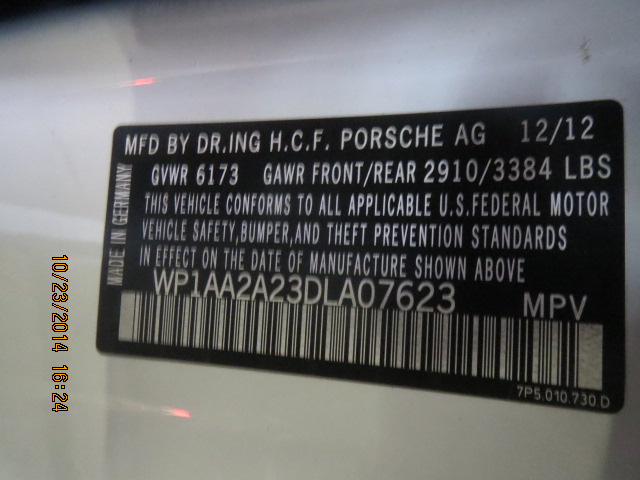 MFD BY DR.ING H.C.F. PORSCHE AG 12/12
GVWR 6173 GAWR FRONT/REAR 2910/3384 LBS
THIS VEHICLE CONFORMS TO ALL APPLICABLE U.S.FEDERAL MOTOR
VEHICLE SAFETY,BUMPER,AND THEFT PREVENTION STANDARDS
IN EFFECT ON THE DATE OF MANUFACTURE SHOWN ABOVE
WP1AA2A23DLA07623 MPV
7P5.010.730 D
MADE IN GERMANY
10/23/2014 16:24